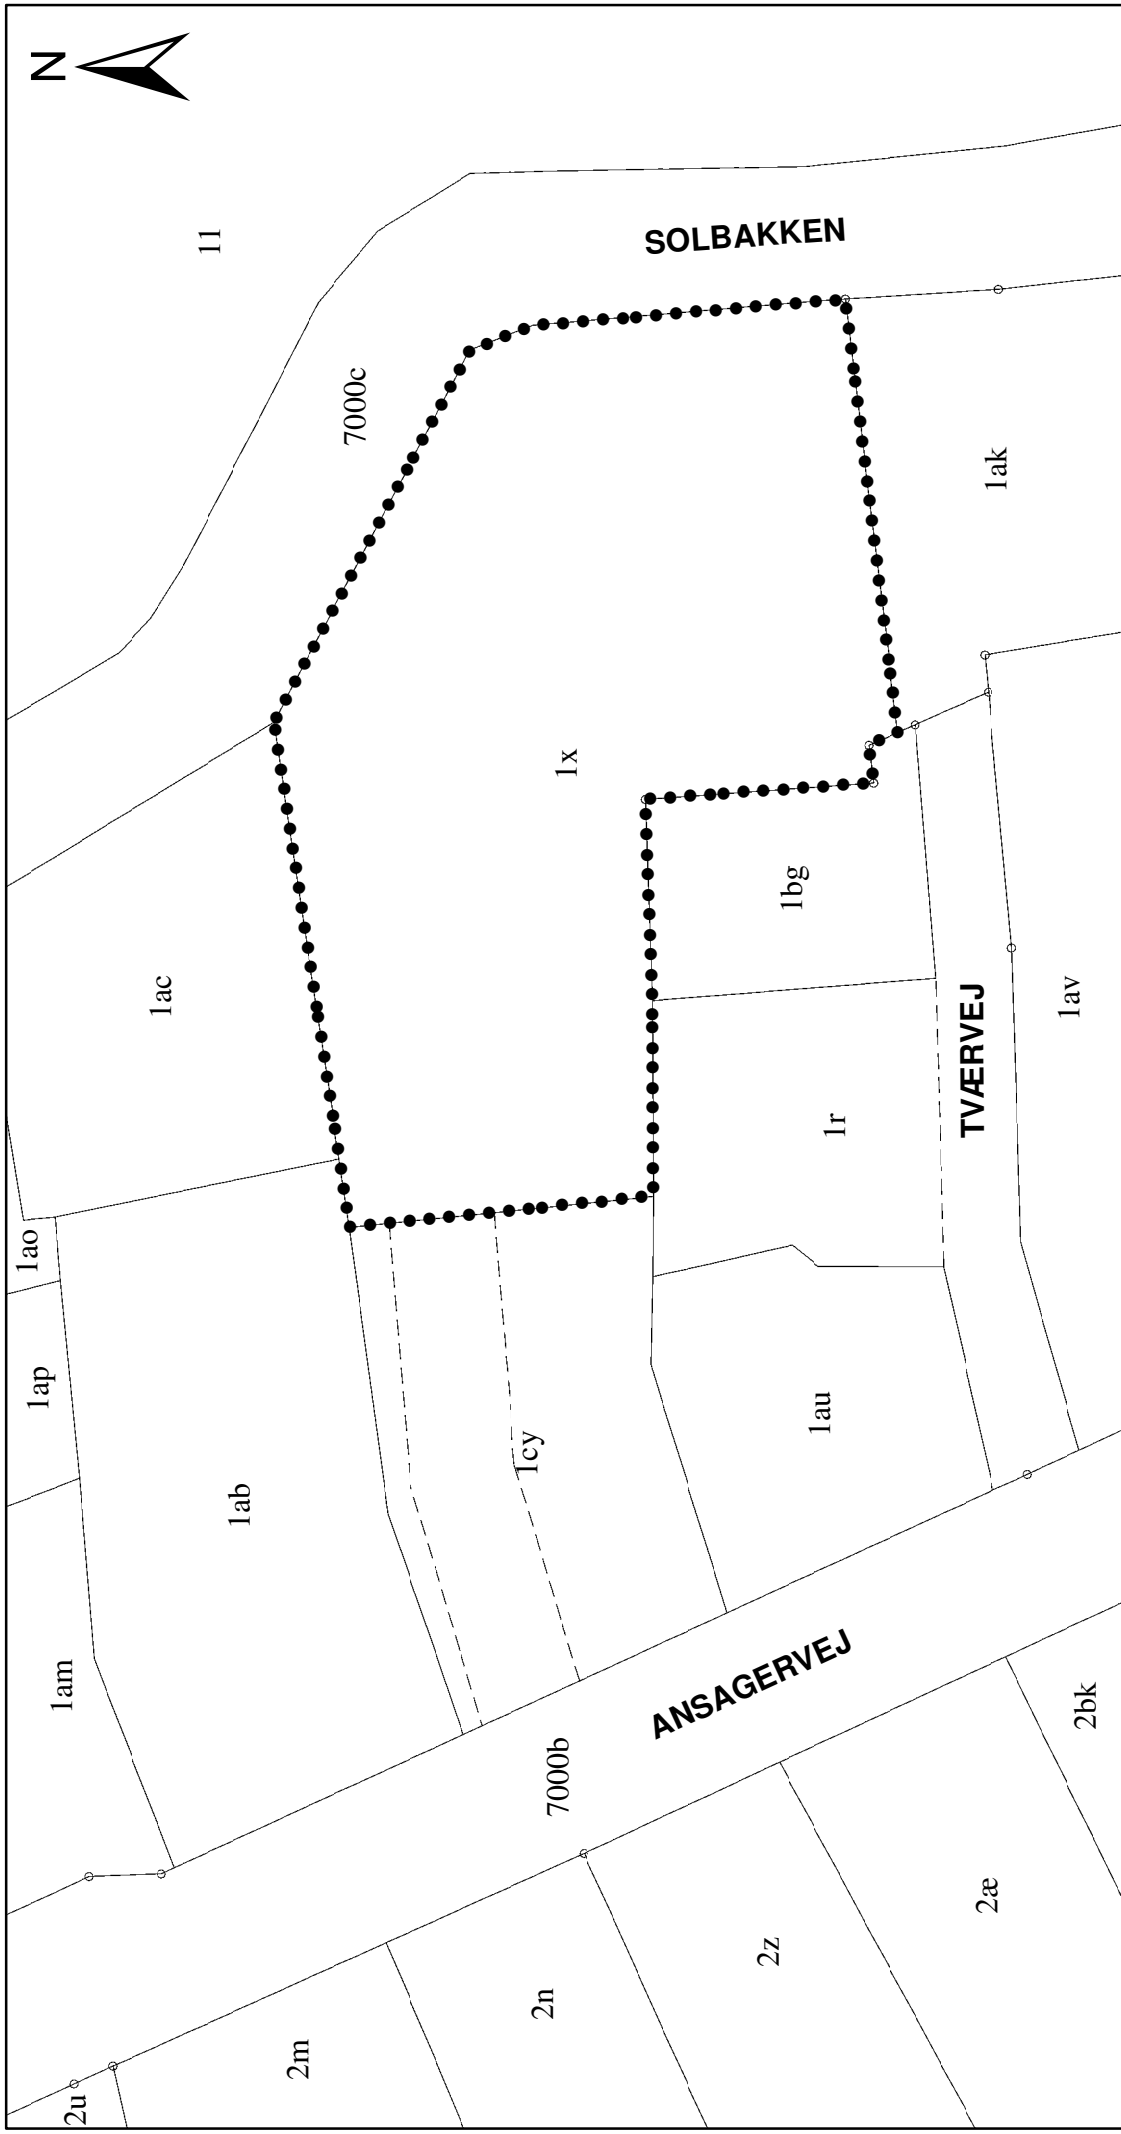 N
1ao
1ap
1am
2u
1ac
11
1ab
2m
7000c
1cy
2n
7000b
1x
ANSAGERVEJ
SOLBAKKEN
2z
1bg
1au
1r
TVÆRVEJ
2æ
1ak
1av
2bk